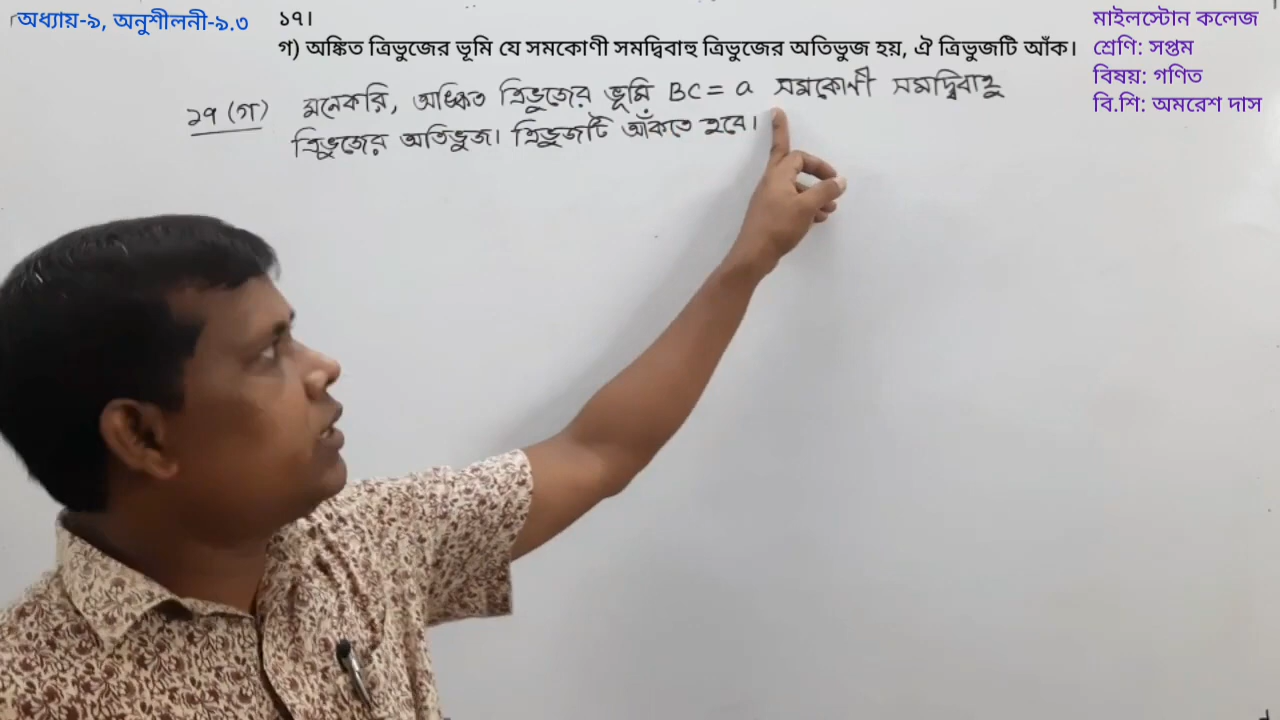 অধ্যায়-৯, অনুশীলনী-৯.৩
১৭।
গ) অঙ্কিত ত্রিভুজের ভূমি যে সমকোণী সমদ্বিবাহু ত্রিভুজের অতিভুজ হয়, ঐ ত্রিভুজটি আঁক।
মাইলস্টোন কলেজ
শ্রেণি: সপ্তম
বিষয়: গণিত
বি.শি: অমরেশ দাস
১৭ (গ) মনেকরি, অঙ্কিত ত্রিভুজের ভূমি BC = a সমকোণী সমদ্বিবাহু
ত্রিভুজের অতিভুজ। ত্রিভুজটি আঁকতে হবে।